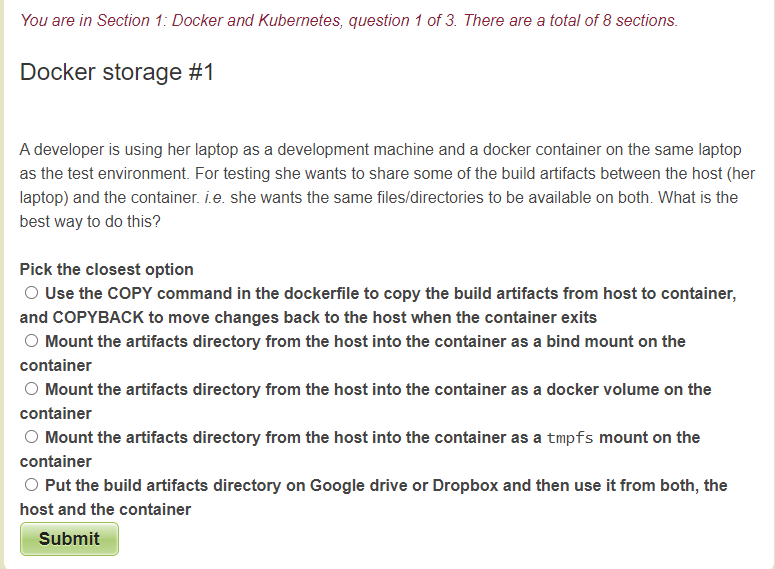 You are in Section 1: Docker and Kubernetes, question 1 of 3. There are a total of 8 sections.
Docker storage #1
A developer is using her laptop as a development machine and a docker container on the same laptop
as the test environment. For testing she wants to share some of the build artifacts between the host (her
laptop) and the container. i.e. she wants the same files/directories to be available on both. What is the
best way to do this?
Pick the closest option
Use the COPY command in the dockerfile to copy the build artifacts from host to container,
and COPYBACK to move changes back to the host when the container exits
Mount the artifacts directory from the host into the container as a bind mount on the
container
Mount the artifacts directory from the host into the container as a docker volume on the
container
Mount the artifacts directory from the host into the container as a tmpfs mount on the
container
Put the build artifacts directory on Google drive or Dropbox and then use it from both, the
host and the container
Submit